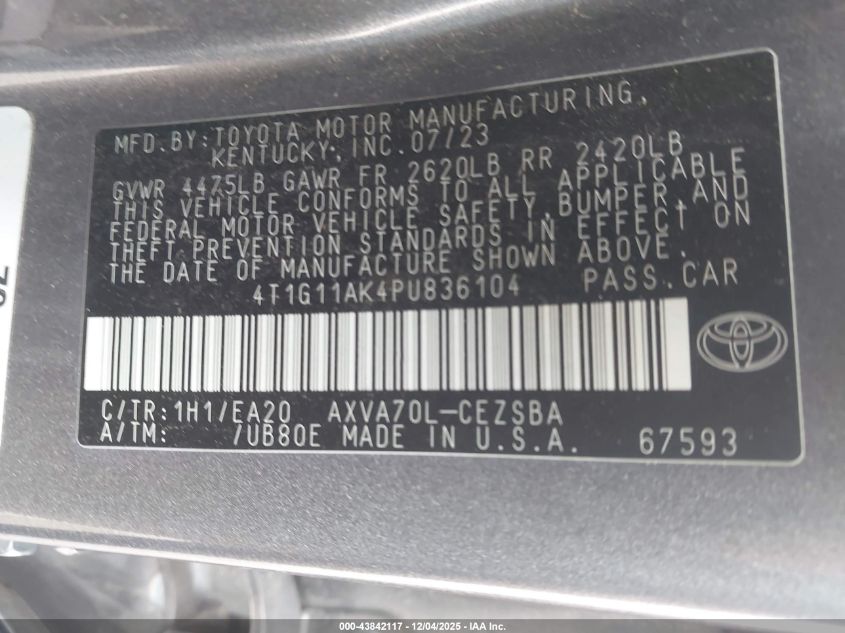 MFD.BY:TOYOTA MOTOR MANUFACTURING,
KENTUCKY, INC.07/23
GVWR 4475LB GAWR FR 2620LB RR 2420LB
THIS VEHICLE CONFORMS TO ALL APPLICABLE
FEDERAL MOTOR VEHICLE SAFETY,BUMPER,AND
THEFT PREVENTION STANDARDS IN EFFECT ON
THE DATE OF MANUFACTURE SHOWN ABOVE.
4T1G11AK4PU836104 PASS.CAR
C/TR:1H1/EA20 AXVA70L-CEZSBA
A/TM: /UB80E MADE IN U.S.A. 67593
000-43842117 - 12/04/2025 - IAA Inc.